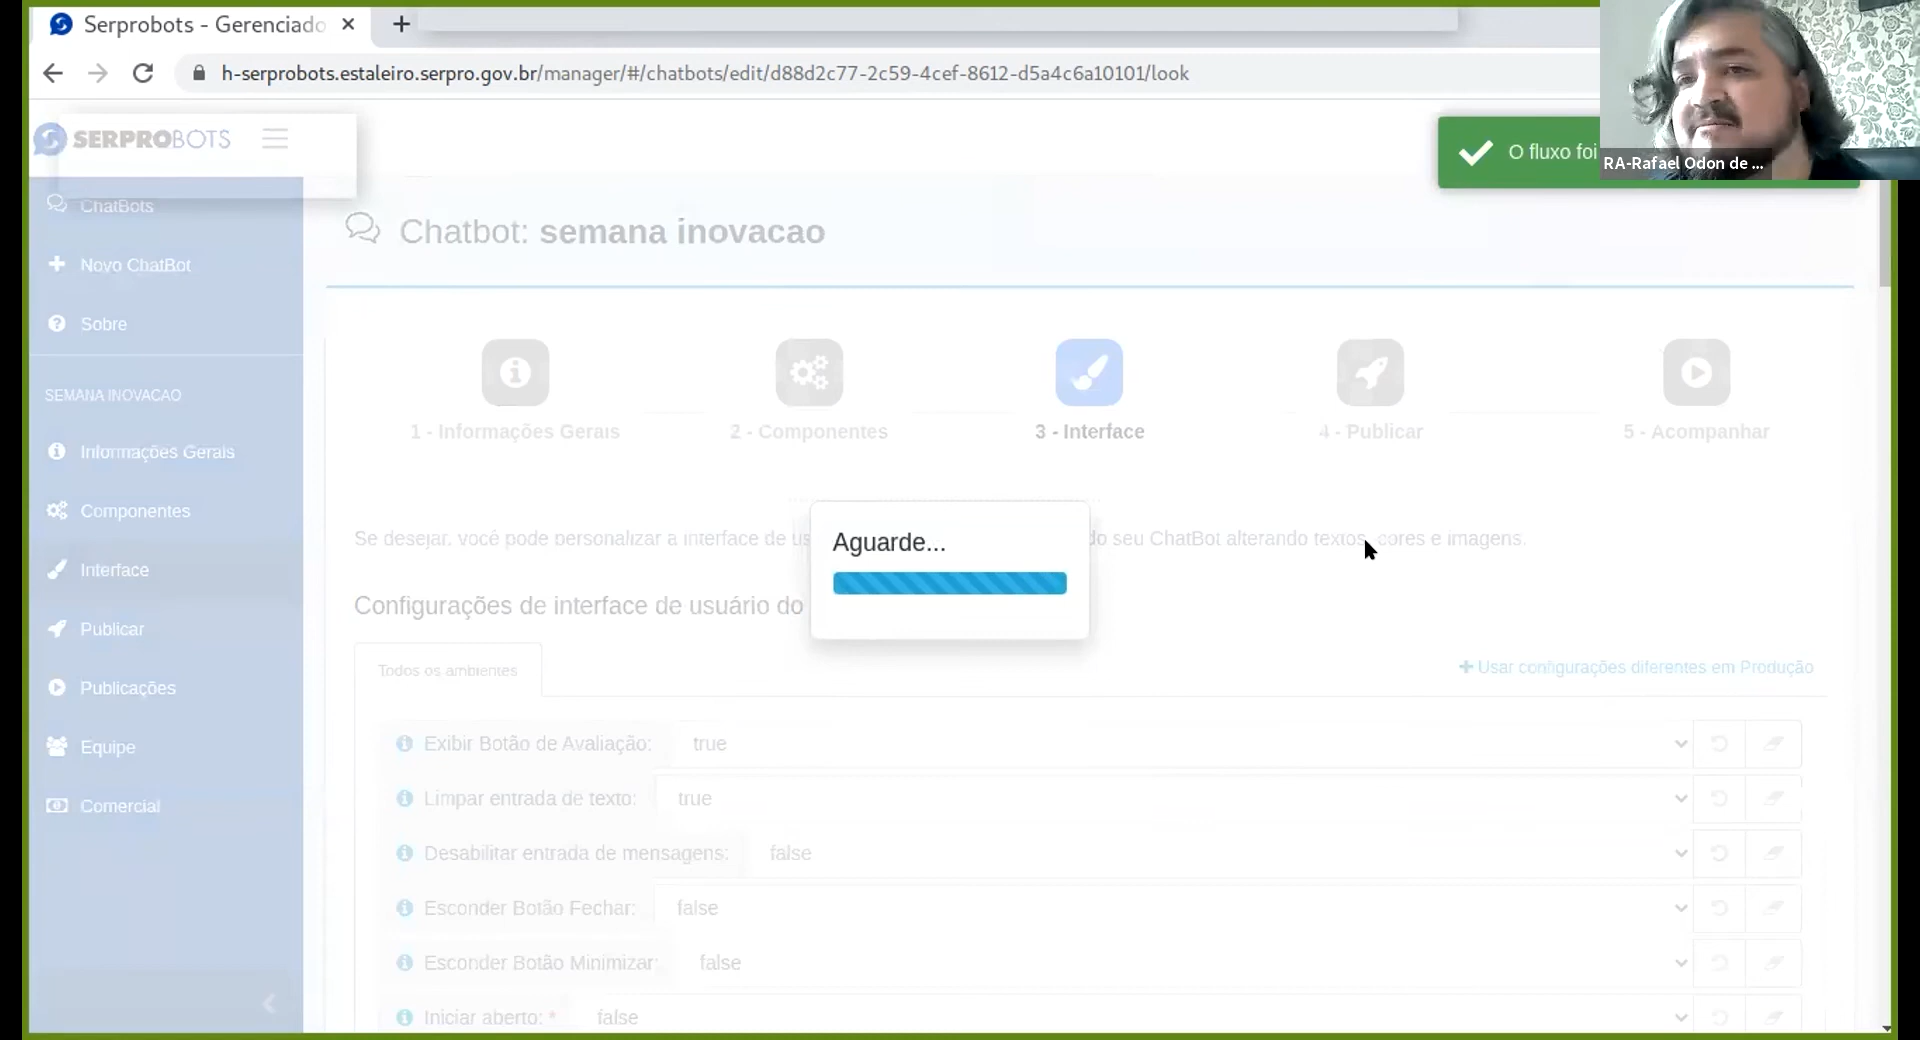 Serprobots - Gerenciado
h-serprobots.estaleiro.serpro.gov.br/manager/#/chatbots/edit/d88d2c77-2c59-4cef-8612-d5a4c6a10101/look
SERPROBOTS
O fluxo foi
RA-Rafael Odon de ...
ChatBots
Novo ChatBot
Sobre
SEMANA INOVACAO
Informações Gerais
Componentes
Interface
Publicar
Publicações
Equipe
Comercial
Chatbot: semana inovacao
1 - Informações Gerais
2 - Componentes
3 - Interface
4 - Publicar
5 - Acompanhar
Se desejar, você pode personalizar a interface de us do seu ChatBot alterando textos, cores e imagens.
Aguarde...
Configurações de interface de usuário do
Todos os ambientes
Usar configurações diferentes em Produção
Exibir Botão de Avaliação: true
Limpar entrada de texto: true
Desabilitar entrada de mensagens: false
Esconder Botão Fechar: false
Esconder Botão Minimizar: false
Iniciar aberto: * false